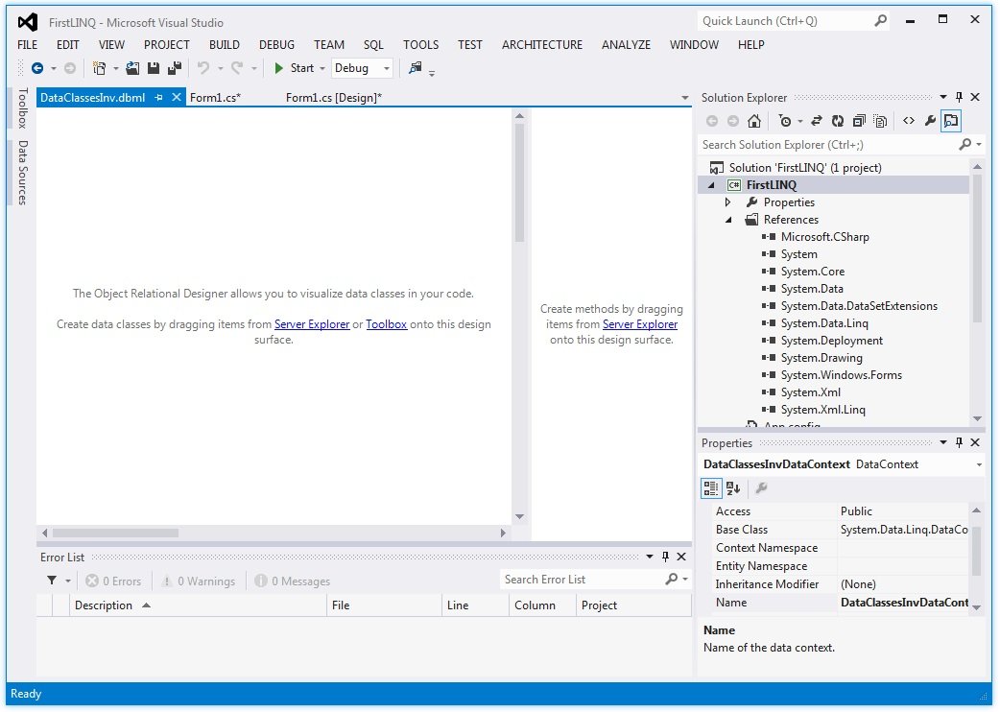 FirstLINQ - Microsoft Visual Studio
Quick Launch (Ctrl+Q)
FILE EDIT VIEW PROJECT BUILD DEBUG TEAM SQL TOOLS TEST ARCHITECTURE ANALYZE WINDOW HELP
Start Debug
Toolbox
Data Sources
DataClassesInv.dbml Form1.cs* Form1.cs [Design]*
The Object Relational Designer allows you to visualize data classes in your code.
Create data classes by dragging items from Server Explorer or Toolbox onto this design
surface.
Create methods by dragging
items from Server Explorer
onto this design surface.
Error List
0 Errors 0 Warnings 0 Messages
Search Error List
Description File Line Column Project
Solution Explorer
Search Solution Explorer (Ctrl+;)
Solution 'FirstLINQ' (1 project)
C# FirstLINQ
Properties
References
Microsoft.CSharp
System
System.Core
System.Data
System.Data.DataSetExtensions
System.Data.Linq
System.Deployment
System.Drawing
System.Windows.Forms
System.Xml
System.Xml.Linq
App.config
Properties
DataClassesInvDataContext DataContext
Access Public
Base Class System.Data.Linq.DataCo
Context Namespace
Entity Namespace
Inheritance Modifier (None)
Name DataClassesInvDataCont
Name
Name of the data context.
Ready